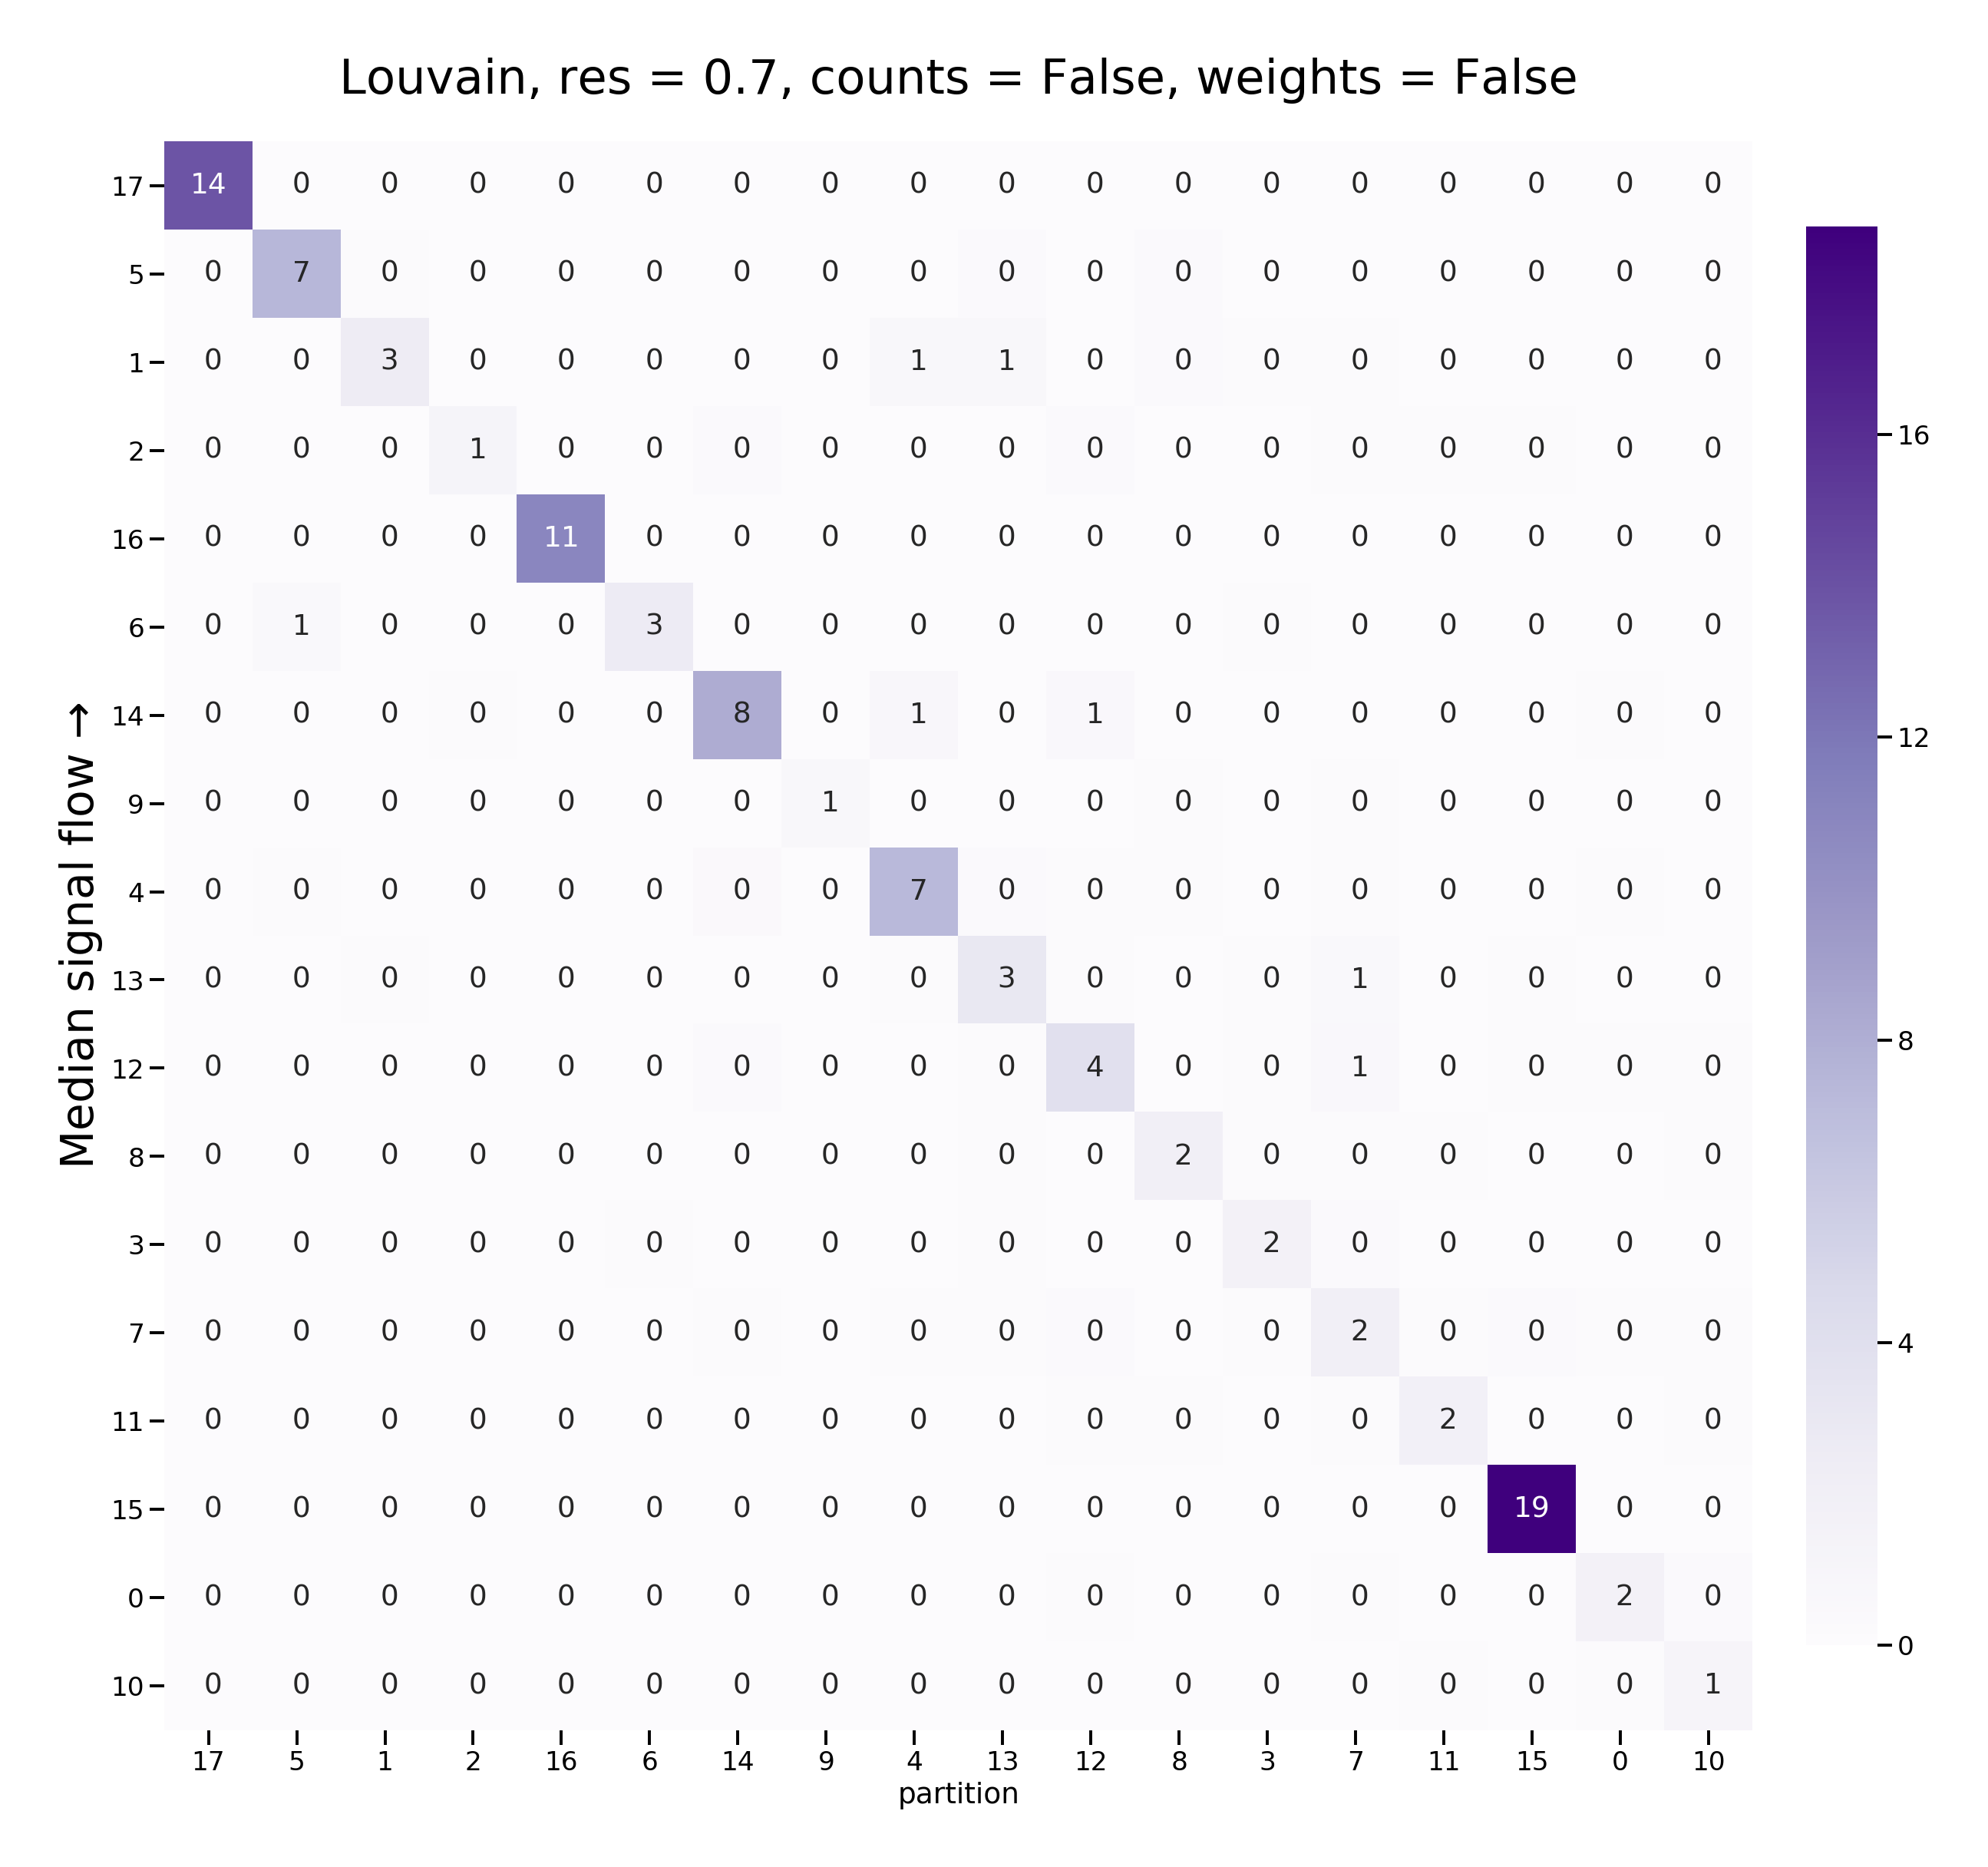 Louvain, res = 0.7, counts = False, weights = False
Median signal flow →
17 14 0 0 0 0 0 0 0 0 0 0 0 0 0 0 0 0 0
5 0 7 0 0 0 0 0 0 0 0 0 0 0 0 0 0 0 0
1 0 0 3 0 0 0 0 0 1 1 0 0 0 0 0 0 0 0
2 0 0 0 1 0 0 0 0 0 0 0 0 0 0 0 0 0 0
16 0 0 0 0 11 0 0 0 0 0 0 0 0 0 0 0 0 0
6 0 1 0 0 0 3 0 0 0 0 0 0 0 0 0 0 0 0
14 0 0 0 0 0 0 8 0 1 0 1 0 0 0 0 0 0 0
9 0 0 0 0 0 0 0 1 0 0 0 0 0 0 0 0 0 0
4 0 0 0 0 0 0 0 0 7 0 0 0 0 0 0 0 0 0
13 0 0 0 0 0 0 0 0 0 3 0 0 0 1 0 0 0 0
12 0 0 0 0 0 0 0 0 0 0 4 0 0 1 0 0 0 0
8 0 0 0 0 0 0 0 0 0 0 0 2 0 0 0 0 0 0
3 0 0 0 0 0 0 0 0 0 0 0 0 2 0 0 0 0 0
7 0 0 0 0 0 0 0 0 0 0 0 0 0 2 0 0 0 0
11 0 0 0 0 0 0 0 0 0 0 0 0 0 0 2 0 0 0
15 0 0 0 0 0 0 0 0 0 0 0 0 0 0 0 19 0 0
0 0 0 0 0 0 0 0 0 0 0 0 0 0 0 0 0 2 0
10 0 0 0 0 0 0 0 0 0 0 0 0 0 0 0 0 0 1
17 5 1 2 16 6 14 9 4 13 12 8 3 7 11 15 0 10
partition
16
12
8
4
0